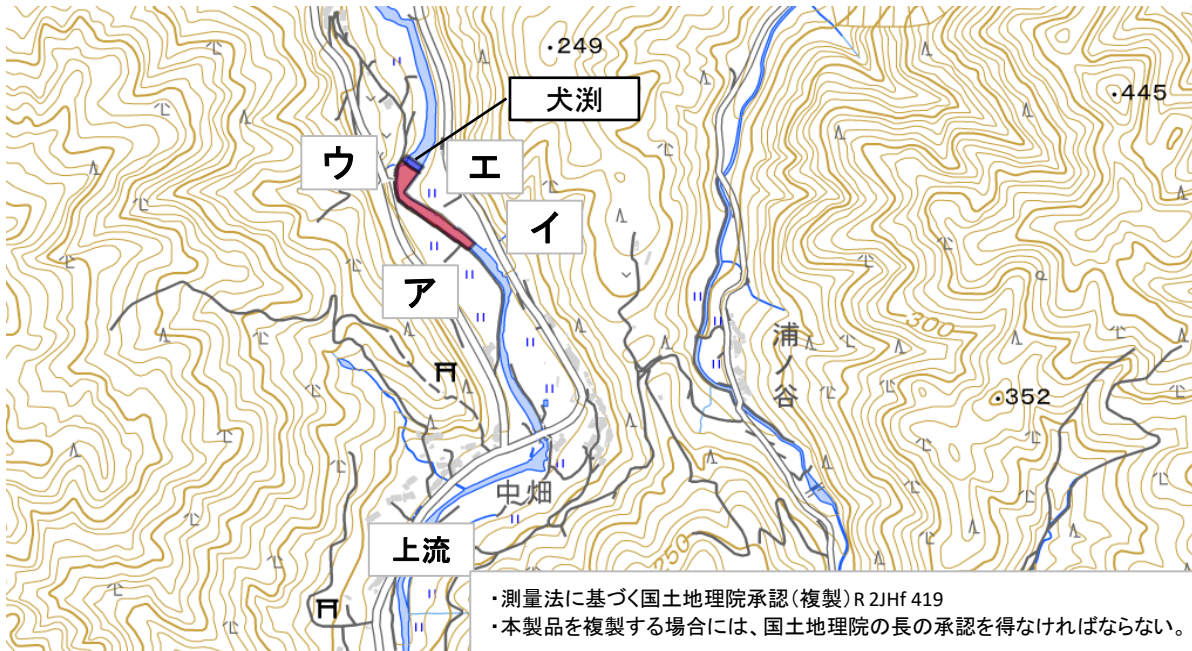 ・249
・445
犬渕
ウ
エ
イ
ア
300
浦ノ谷
・352
中畑
250
上流
・測量法に基づく国土地理院承認（複製）R 2JHf 419
・本製品を複製する場合には、国土地理院の長の承認を得なければならない。